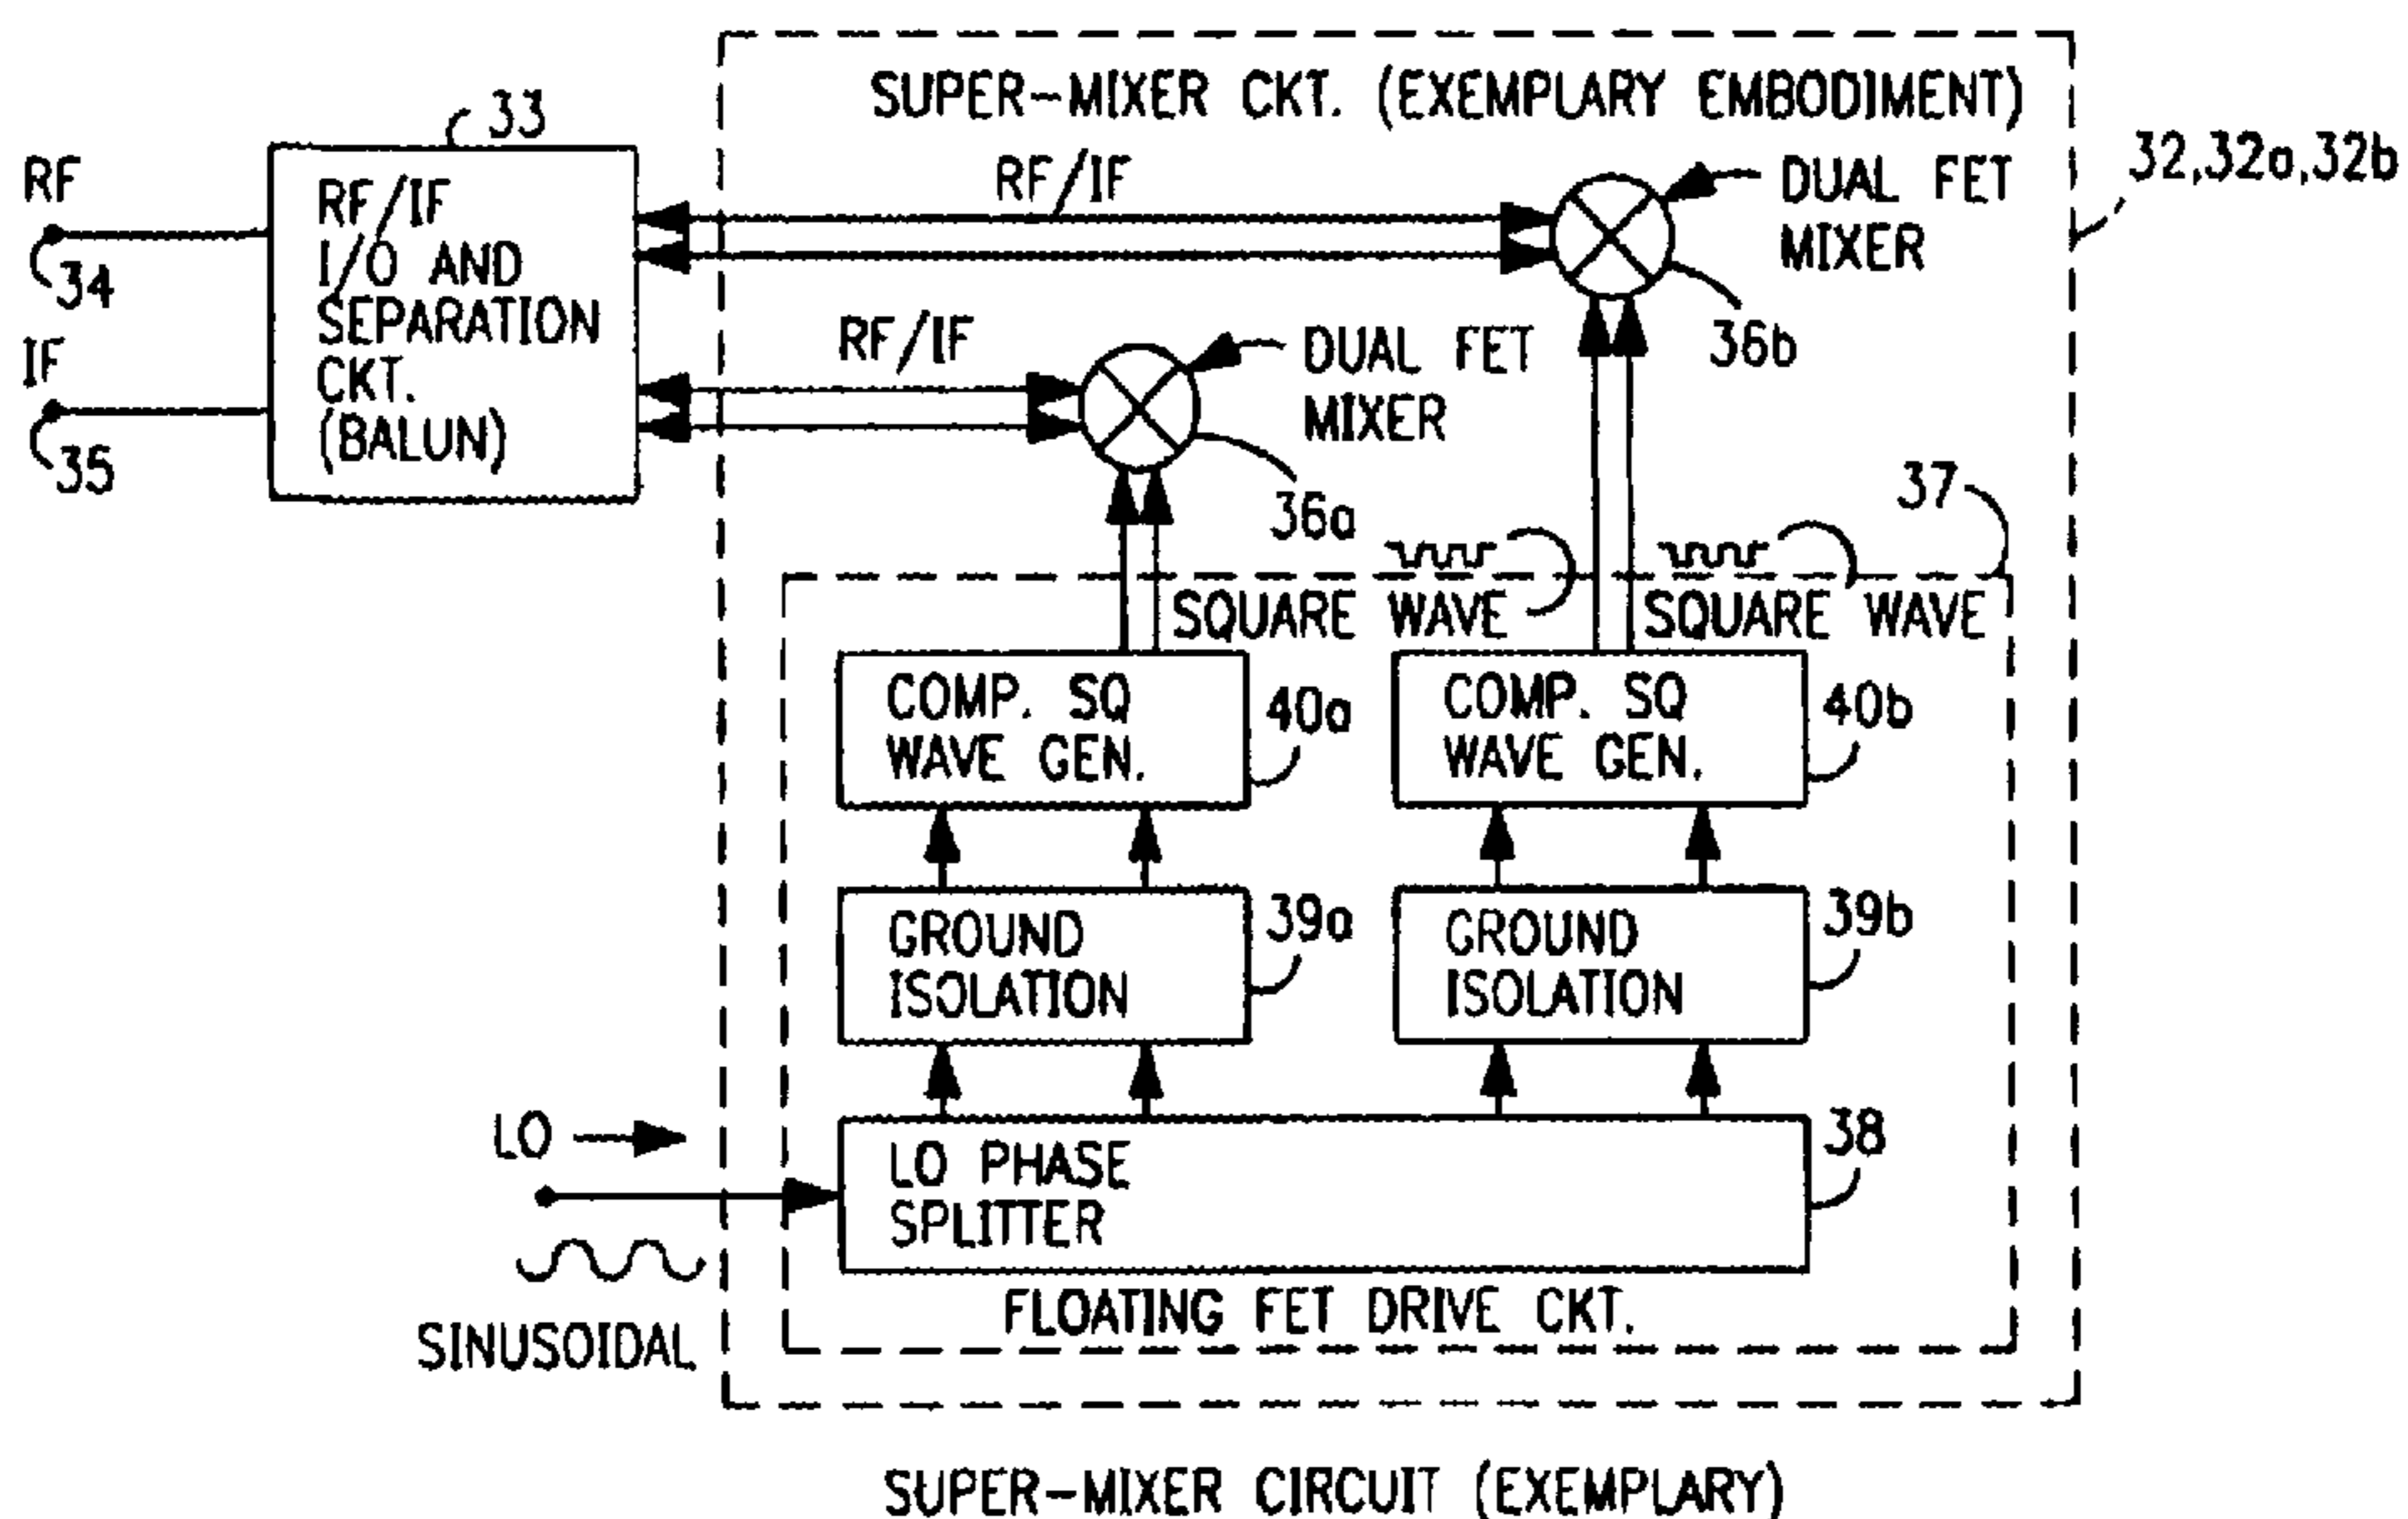 SUPER-MIXER CKT. (EXEMPLARY EMBODIMENT)
33
32,32a,32b
RF
34
IF
35
RF/IF
I/O AND
SEPARATION
CKT.
(BALUN)
RF/IF
DUAL FET
MIXER
36b
RF/IF
DUAL FET
MIXER
36a
37
SQUARE WAVE
SQUARE WAVE
COMP. SQ
WAVE GEN.
40a
COMP. SQ
WAVE GEN.
40b
GROUND
ISOLATION
39a
GROUND
ISOLATION
39b
LO
LO PHASE
SPLITTER
38
SINUSOIDAL
FLOATING FET DRIVE CKT.
SUPER-MIXER CIRCUIT (EXEMPLARY)